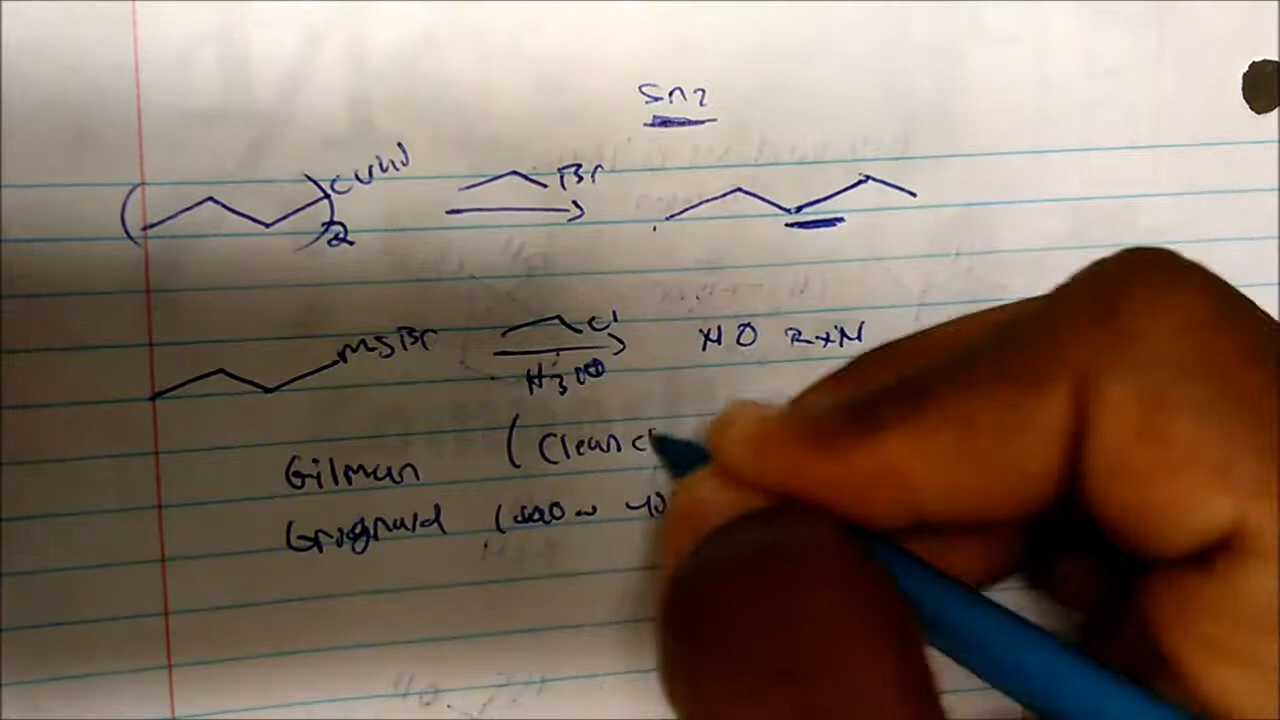 Sn2
CuLi
Br
2
MgBr
Cl
H3O⊕
NO RXN
Gilman
(Clean c
Grignard